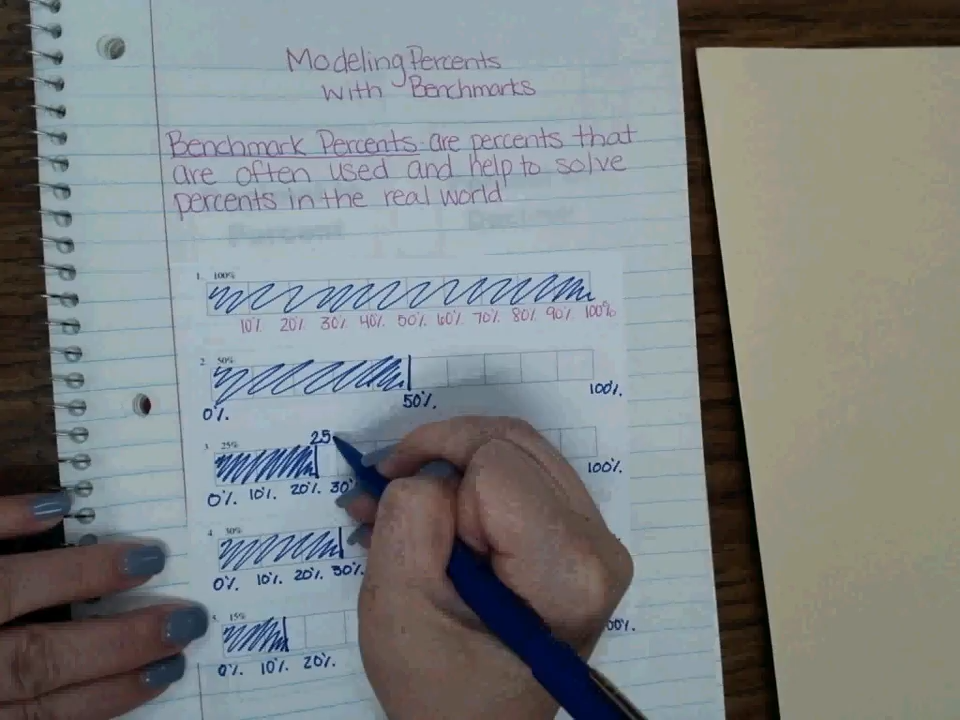 Modeling Percents
with Benchmarks
Benchmark Percents are percents that
are often used and help to solve
percents in the real world
1. 100%
10% 20% 30% 40% 50% 60% 70% 80% 90% 100%
2. 50%
0% 50% 100%
3. 25%
25
0% 10% 20% 30% 100%
4. 30%
0% 10% 20% 30%
5. 15%
0% 10% 20%